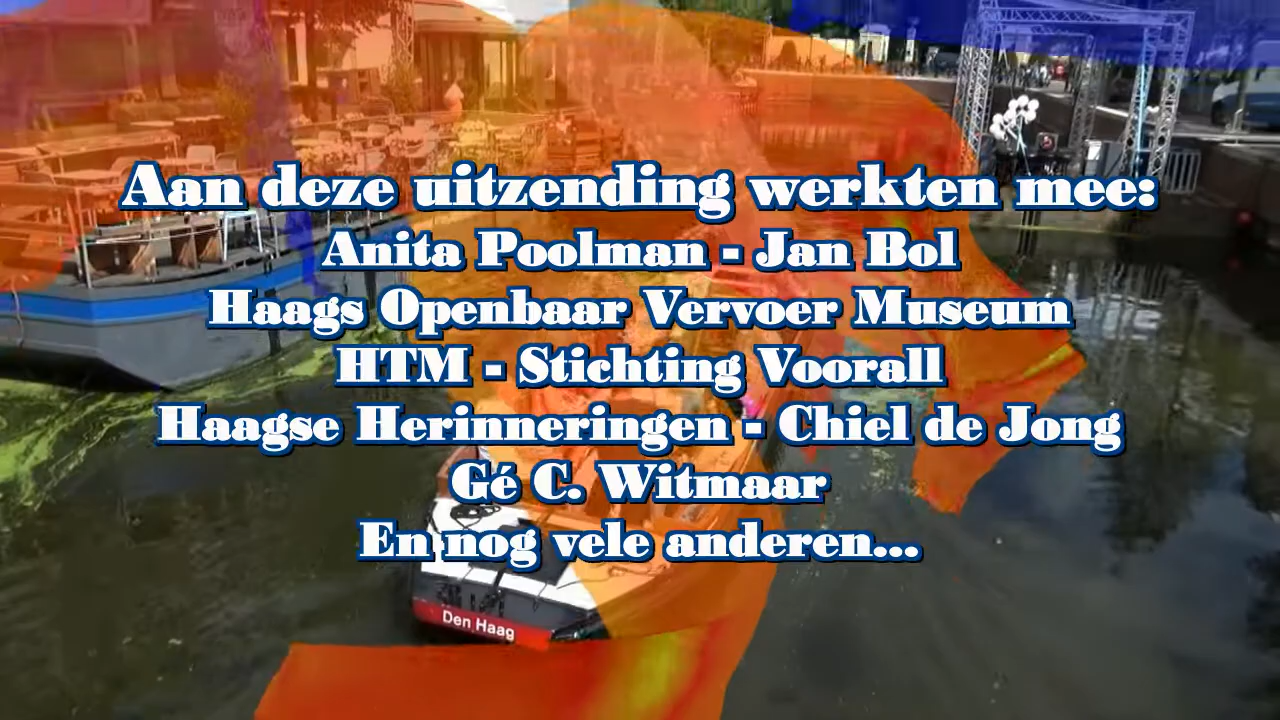 Aan deze uitzending werkten mee:
Anita Poolman - Jan Bol
Haags Openbaar Vervoer Museum
HTM - Stichting Voorall
Haagse Herinneringen - Chiel de Jong
Gé C. Witmaar
En nog vele anderen...
Den Haag